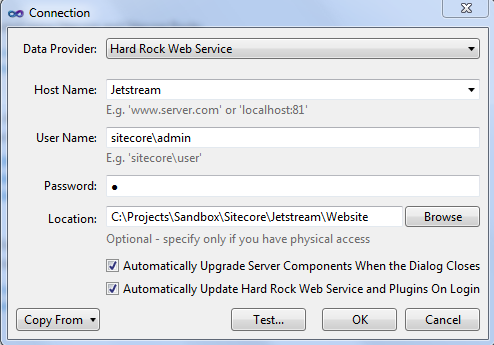 Connection
Data Provider: Hard Rock Web Service
Host Name: Jetstream
E.g. 'www.server.com' or 'localhost:81'
User Name: sitecore\admin
E.g. 'sitecore\user'
Password: ●
Location: C:\Projects\Sandbox\Sitecore\Jetstream\Website Browse
Optional - specify only if you have physical access
Automatically Upgrade Server Components When the Dialog Closes
Automatically Update Hard Rock Web Service and Plugins On Login
Copy From Test... OK Cancel